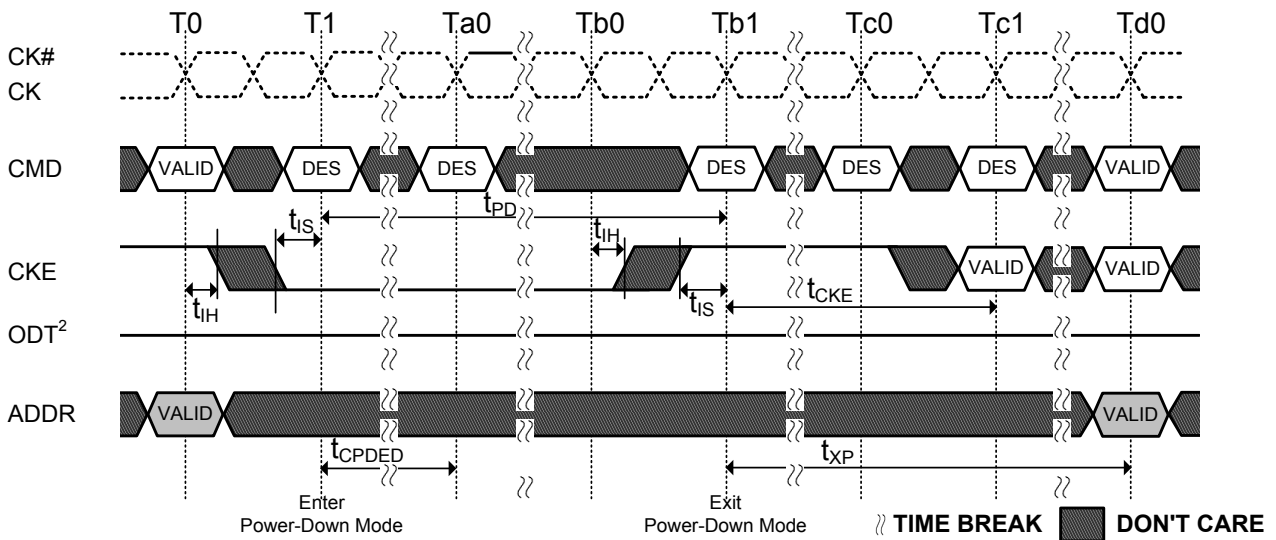 T0 T1 Ta0 Tb0 Tb1 Tc0 Tc1 Td0
CK#
CK
CMD VALID DES DES DES DES DES VALID
tPD
tIS tIH
CKE VALID VALID
tIH tIS tCKE
ODT2
ADDR VALID VALID
tCPDED tXP
Enter Power-Down Mode
Exit Power-Down Mode
TIME BREAK DON'T CARE